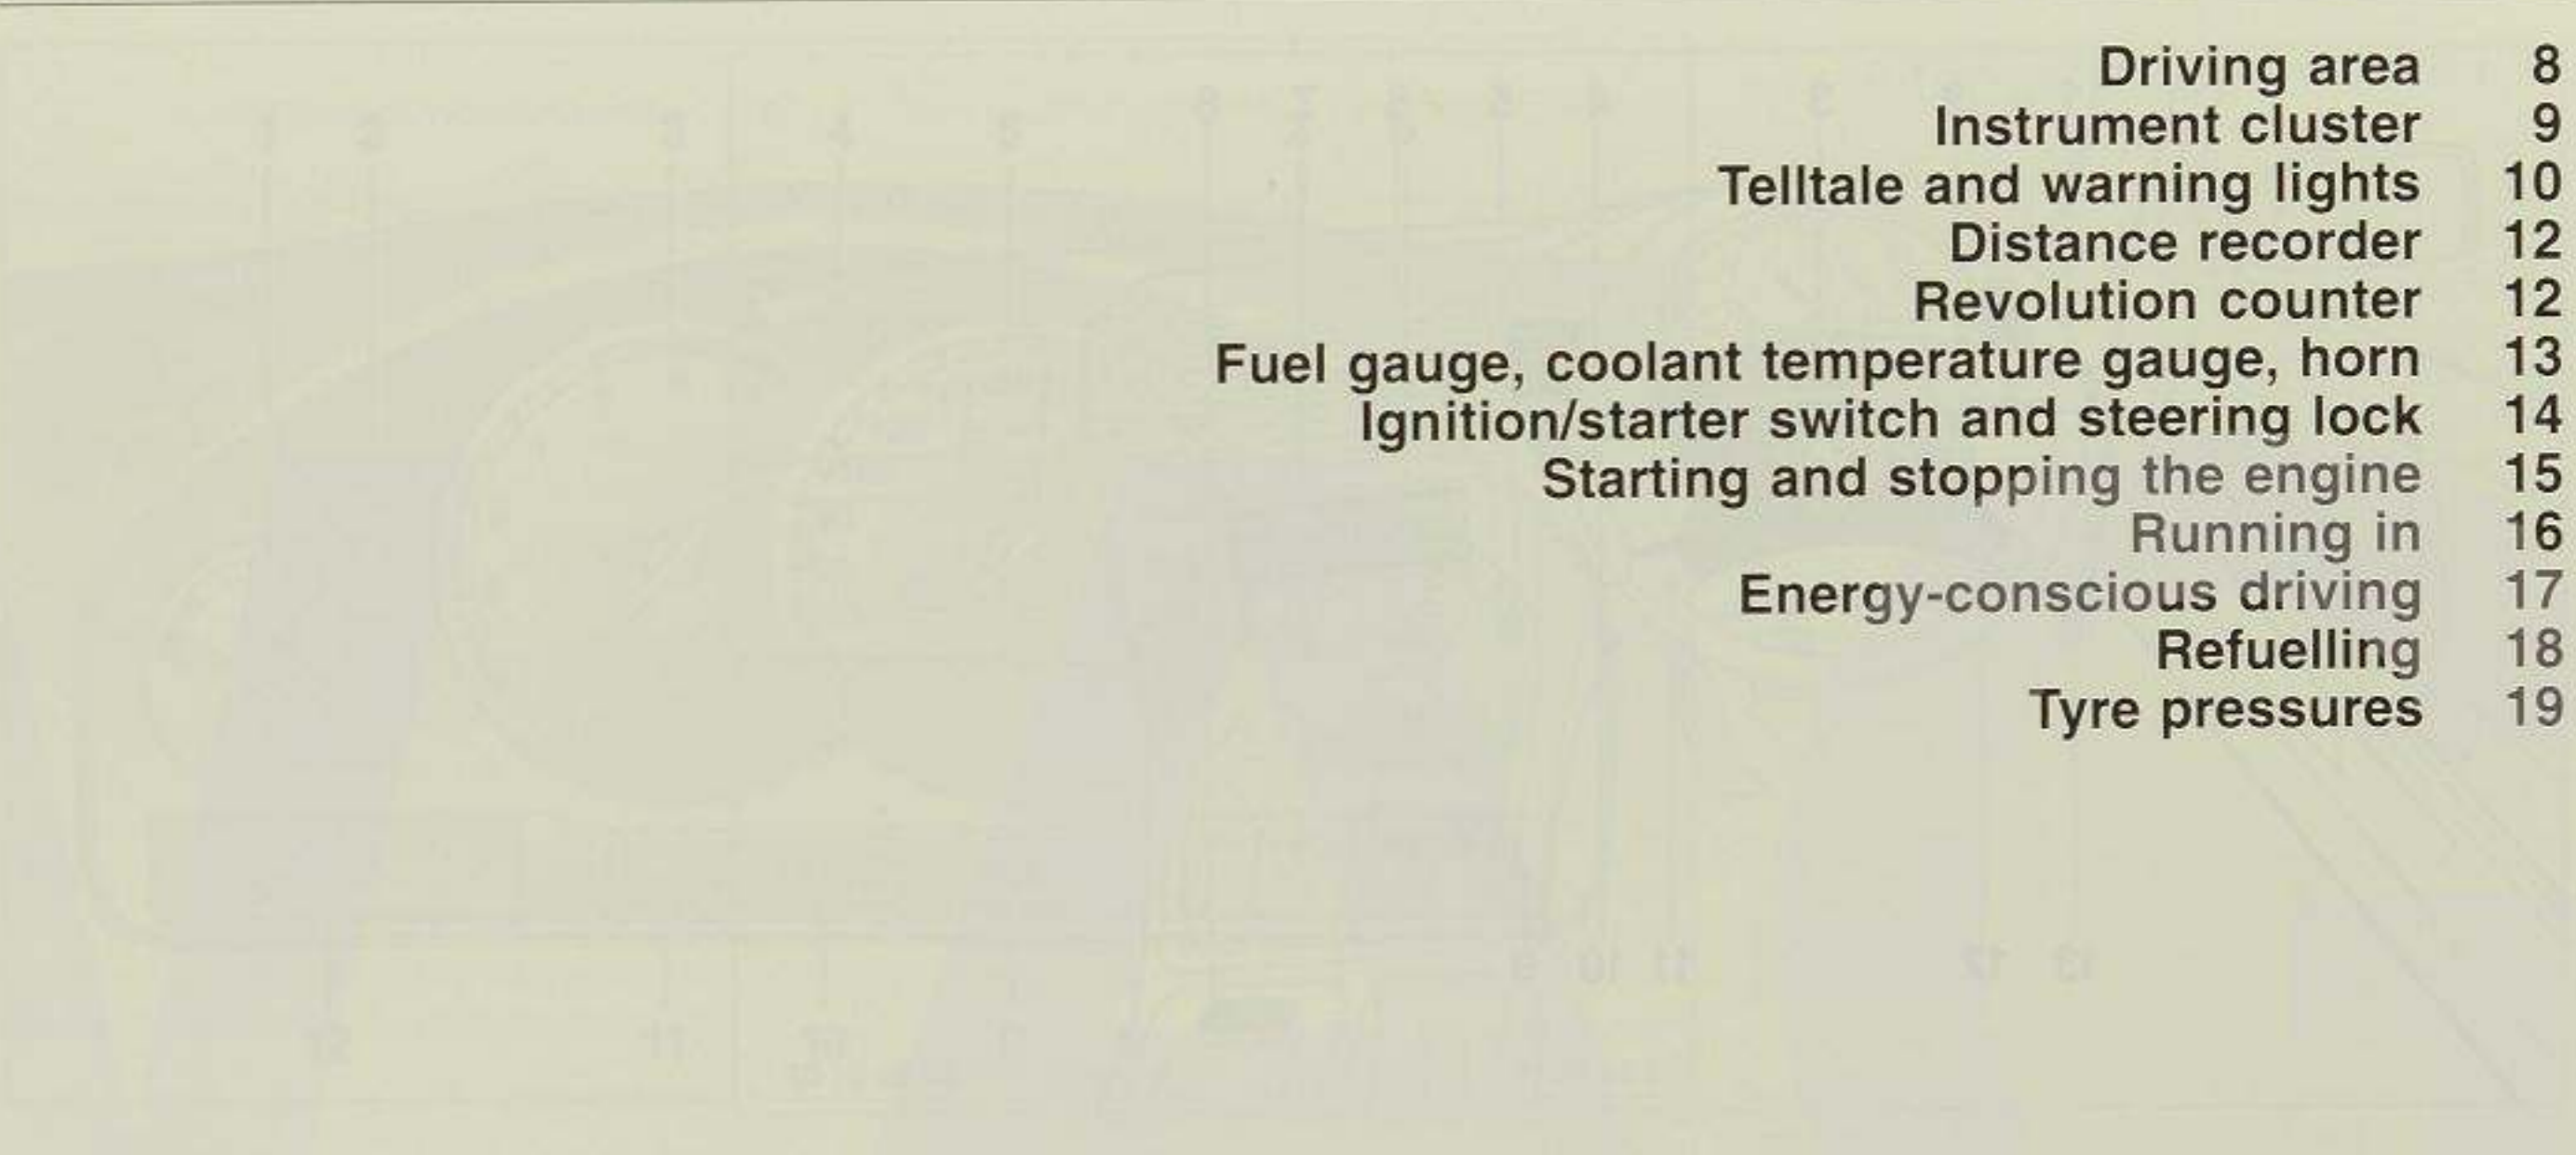 Driving area 8
Instrument cluster 9
Telltale and warning lights 10
Distance recorder 12
Revolution counter 12
Fuel gauge, coolant temperature gauge, horn 13
Ignition/starter switch and steering lock 14
Starting and stopping the engine 15
Running in 16
Energy-conscious driving 17
Refuelling 18
Tyre pressures 19